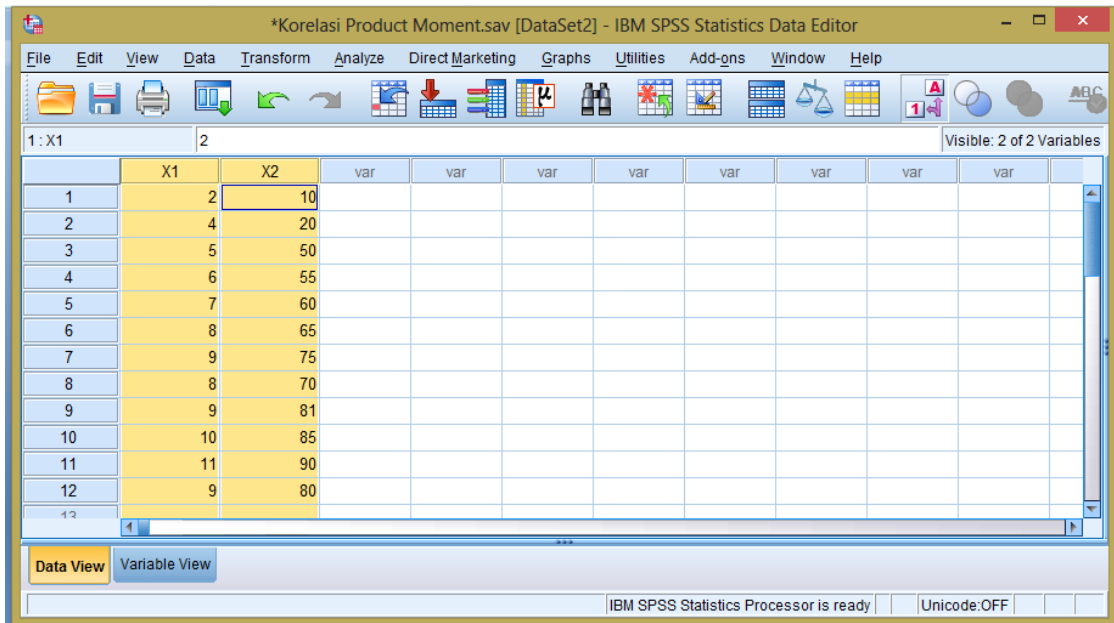 *Korelasi Product Moment.sav [DataSet2] - IBM SPSS Statistics Data Editor
File Edit View Data Transform Analyze Direct Marketing Graphs Utilities Add-ons Window Help
A
1
ABC
1 : X1 2 Visible: 2 of 2 Variables
X1 X2 var var var var var var var var
1 2 10
2 4 20
3 5 50
4 6 55
5 7 60
6 8 65
7 9 75
8 8 70
9 9 81
10 10 85
11 11 90
12 9 80
13
Data View Variable View
IBM SPSS Statistics Processor is ready Unicode:OFF